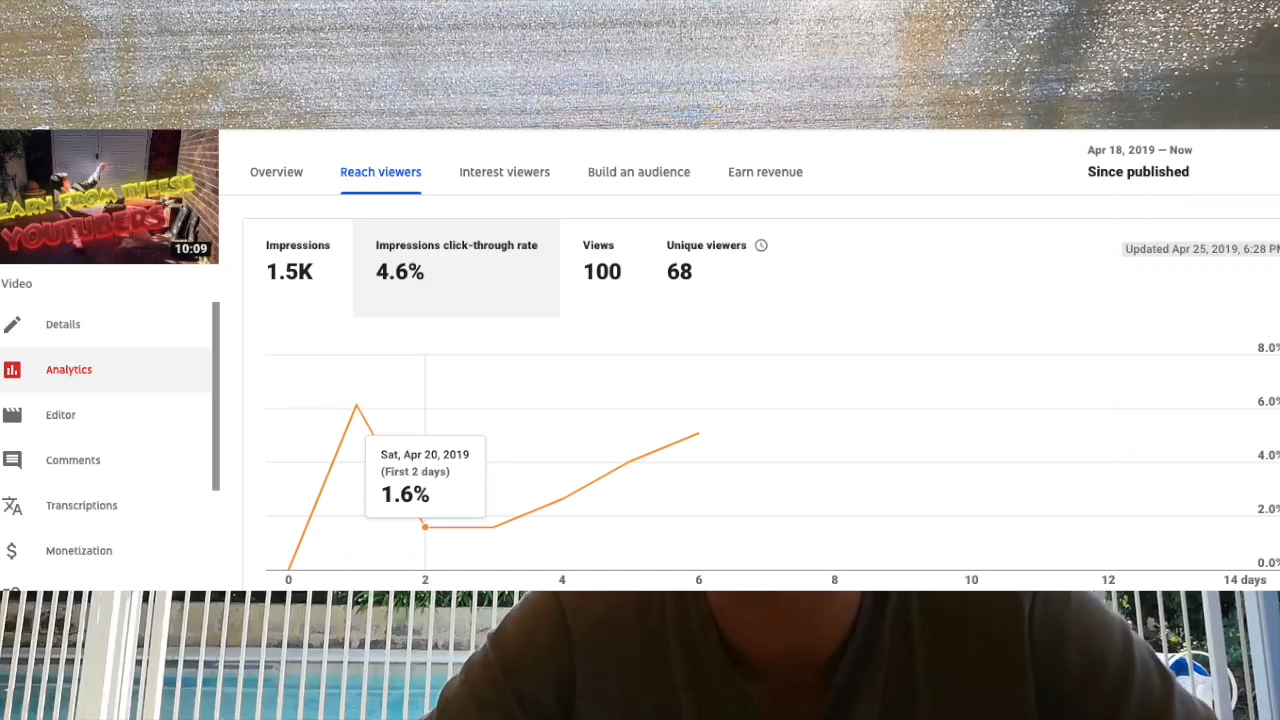 EARN FROM THEESE
YOUTUBERS
10:09
Video
Details
Analytics
Editor
Comments
Transcriptions
Monetization
Overview
Reach viewers
Interest viewers
Build an audience
Earn revenue
Apr 18, 2019 — Now
Since published
Impressions
1.5K
Impressions click-through rate
4.6%
Views
100
Unique viewers
68
Updated Apr 25, 2019, 6:28 PM
8.0%
6.0%
4.0%
2.0%
0.0%
Sat, Apr 20, 2019
(First 2 days)
1.6%
0 2 4 6 8 10 12 14 days